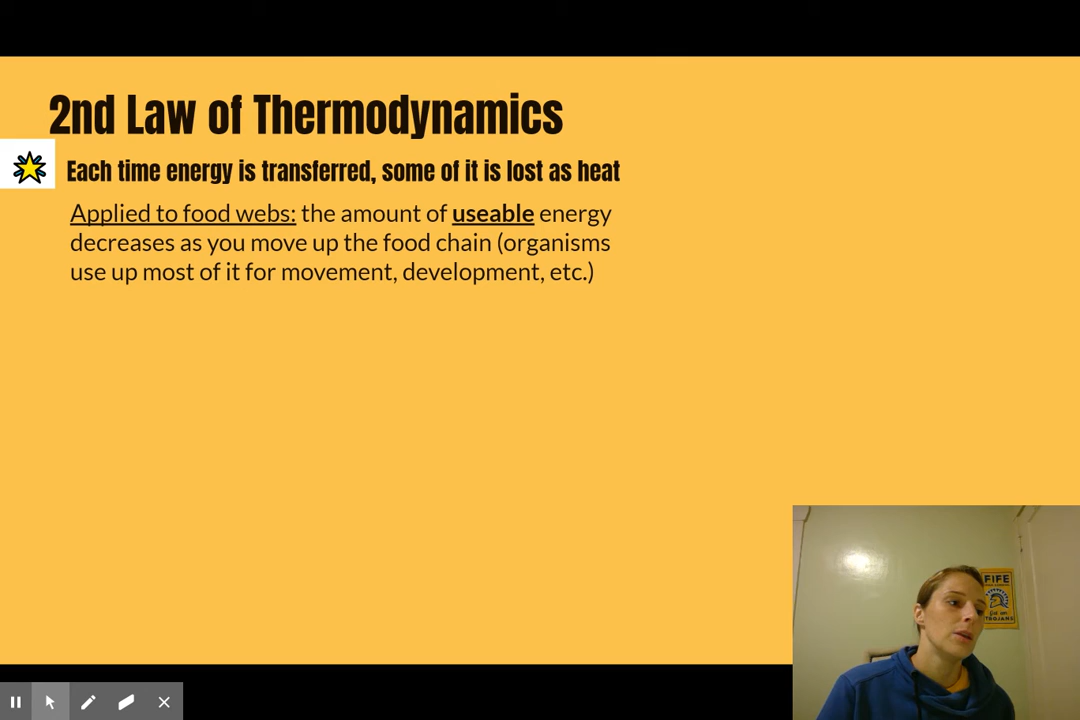 2nd Law of Thermodynamics
Each time energy is transferred, some of it is lost as heat
Applied to food webs: the amount of useable energy
decreases as you move up the food chain (organisms
use up most of it for movement, development, etc.)
FIFE
TROJANS